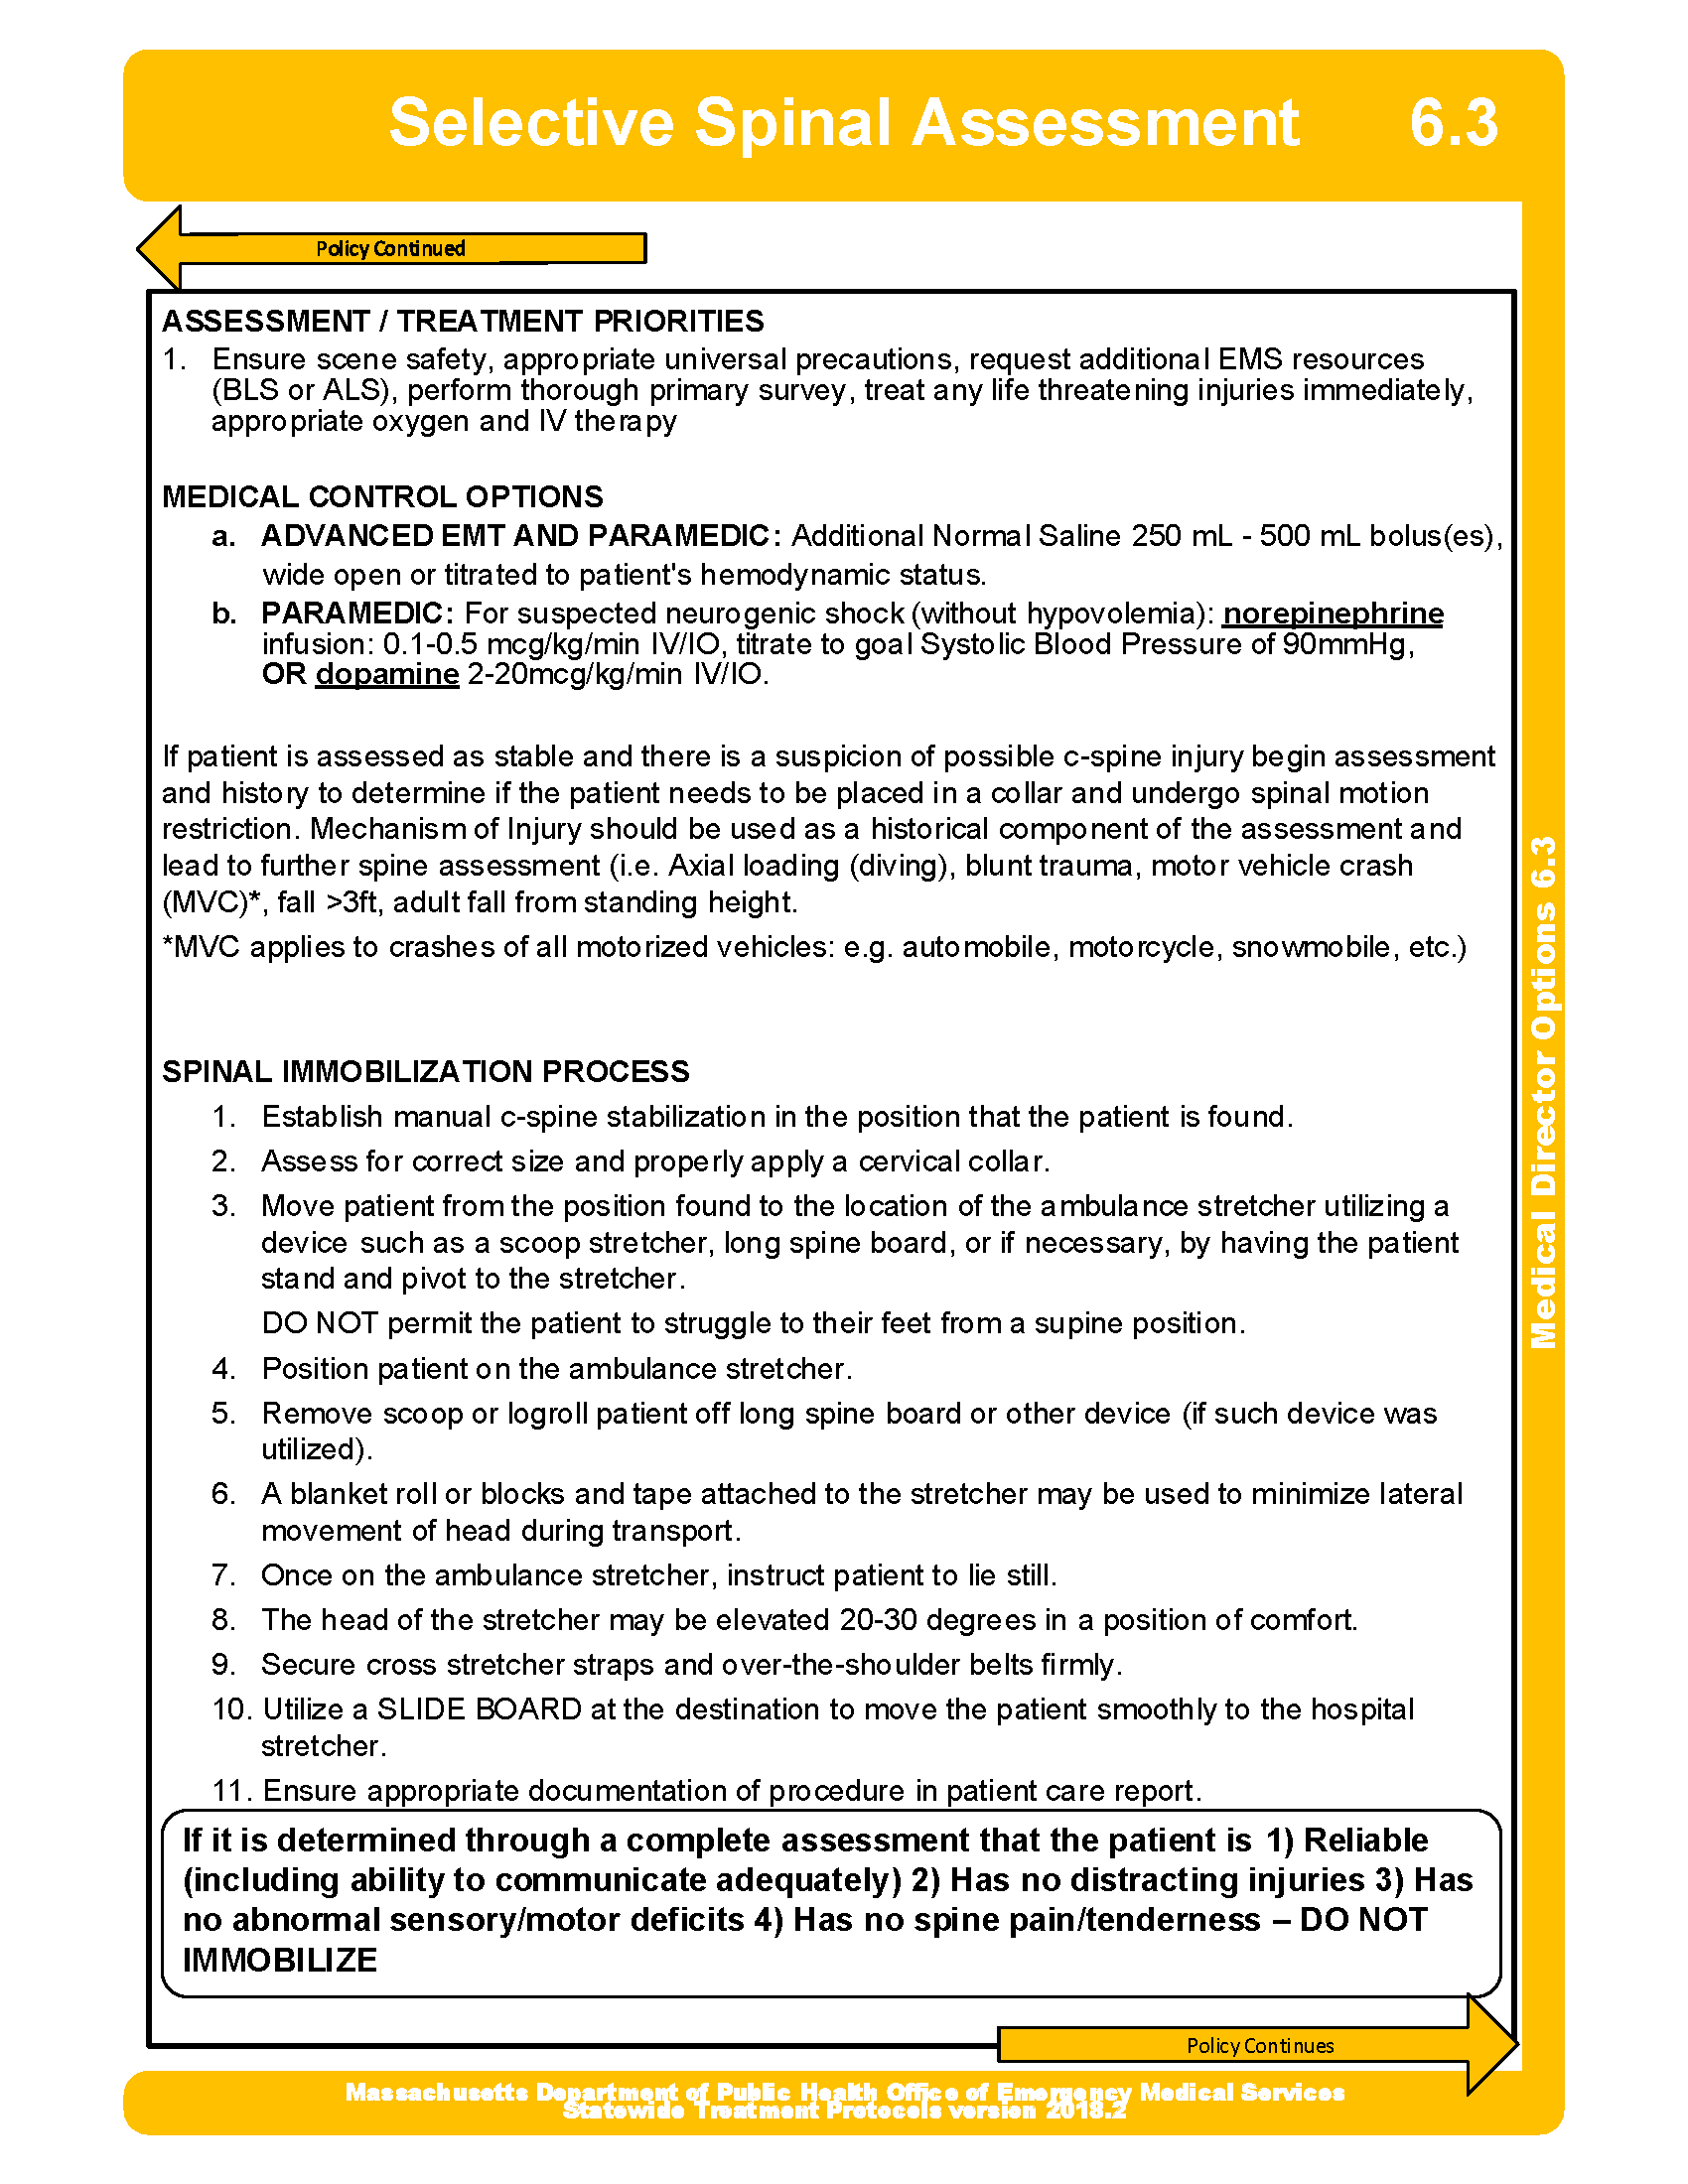 Selective Spinal Assessment 6.3
Policy Continued
ASSESSMENT / TREATMENT PRIORITIES
1. Ensure scene safety, appropriate universal precautions, request additional EMS resources
(BLS or ALS), perform thorough primary survey, treat any life threatening injuries immediately,
appropriate oxygen and IV therapy
MEDICAL CONTROL OPTIONS
a. ADVANCED EMT AND PARAMEDIC: Additional Normal Saline 250 mL - 500 mL bolus(es),
wide open or titrated to patient's hemodynamic status.
b. PARAMEDIC: For suspected neurogenic shock (without hypovolemia): norepinephrine
infusion: 0.1-0.5 mcg/kg/min IV/IO, titrate to goal Systolic Blood Pressure of 90mmHg,
OR dopamine 2-20mcg/kg/min IV/IO.
If patient is assessed as stable and there is a suspicion of possible c-spine injury begin assessment
and history to determine if the patient needs to be placed in a collar and undergo spinal motion
restriction. Mechanism of Injury should be used as a historical component of the assessment and
lead to further spine assessment (i.e. Axial loading (diving), blunt trauma, motor vehicle crash
(MVC)*, fall >3ft, adult fall from standing height.
*MVC applies to crashes of all motorized vehicles: e.g. automobile, motorcycle, snowmobile, etc.)
SPINAL IMMOBILIZATION PROCESS
1. Establish manual c-spine stabilization in the position that the patient is found.
2. Assess for correct size and properly apply a cervical collar.
3. Move patient from the position found to the location of the ambulance stretcher utilizing a
device such as a scoop stretcher, long spine board, or if necessary, by having the patient
stand and pivot to the stretcher.
DO NOT permit the patient to struggle to their feet from a supine position.
4. Position patient on the ambulance stretcher.
5. Remove scoop or logroll patient off long spine board or other device (if such device was
utilized).
6. A blanket roll or blocks and tape attached to the stretcher may be used to minimize lateral
movement of head during transport.
7. Once on the ambulance stretcher, instruct patient to lie still.
8. The head of the stretcher may be elevated 20-30 degrees in a position of comfort.
9. Secure cross stretcher straps and over-the-shoulder belts firmly.
10. Utilize a SLIDE BOARD at the destination to move the patient smoothly to the hospital
stretcher.
11. Ensure appropriate documentation of procedure in patient care report.
If it is determined through a complete assessment that the patient is 1) Reliable
(including ability to communicate adequately) 2) Has no distracting injuries 3) Has
no abnormal sensory/motor deficits 4) Has no spine pain/tenderness – DO NOT
IMMOBILIZE
Policy Continues
Medical Director Options 6.3
Massachusetts Department of Public Health Office of Emergency Medical Services
Statewide Treatment Protocols version 2018.2